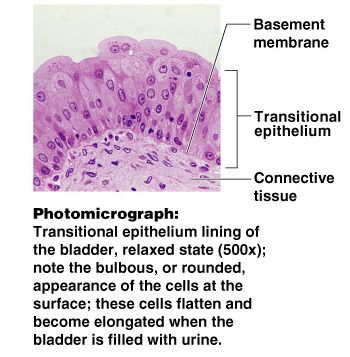 Basement
membrane
Transitional
epithelium
Connective
tissue
Photomicrograph:
Transitional epithelium lining of
the bladder, relaxed state (500x);
note the bulbous, or rounded,
appearance of the cells at the
surface; these cells flatten and
become elongated when the
bladder is filled with urine.